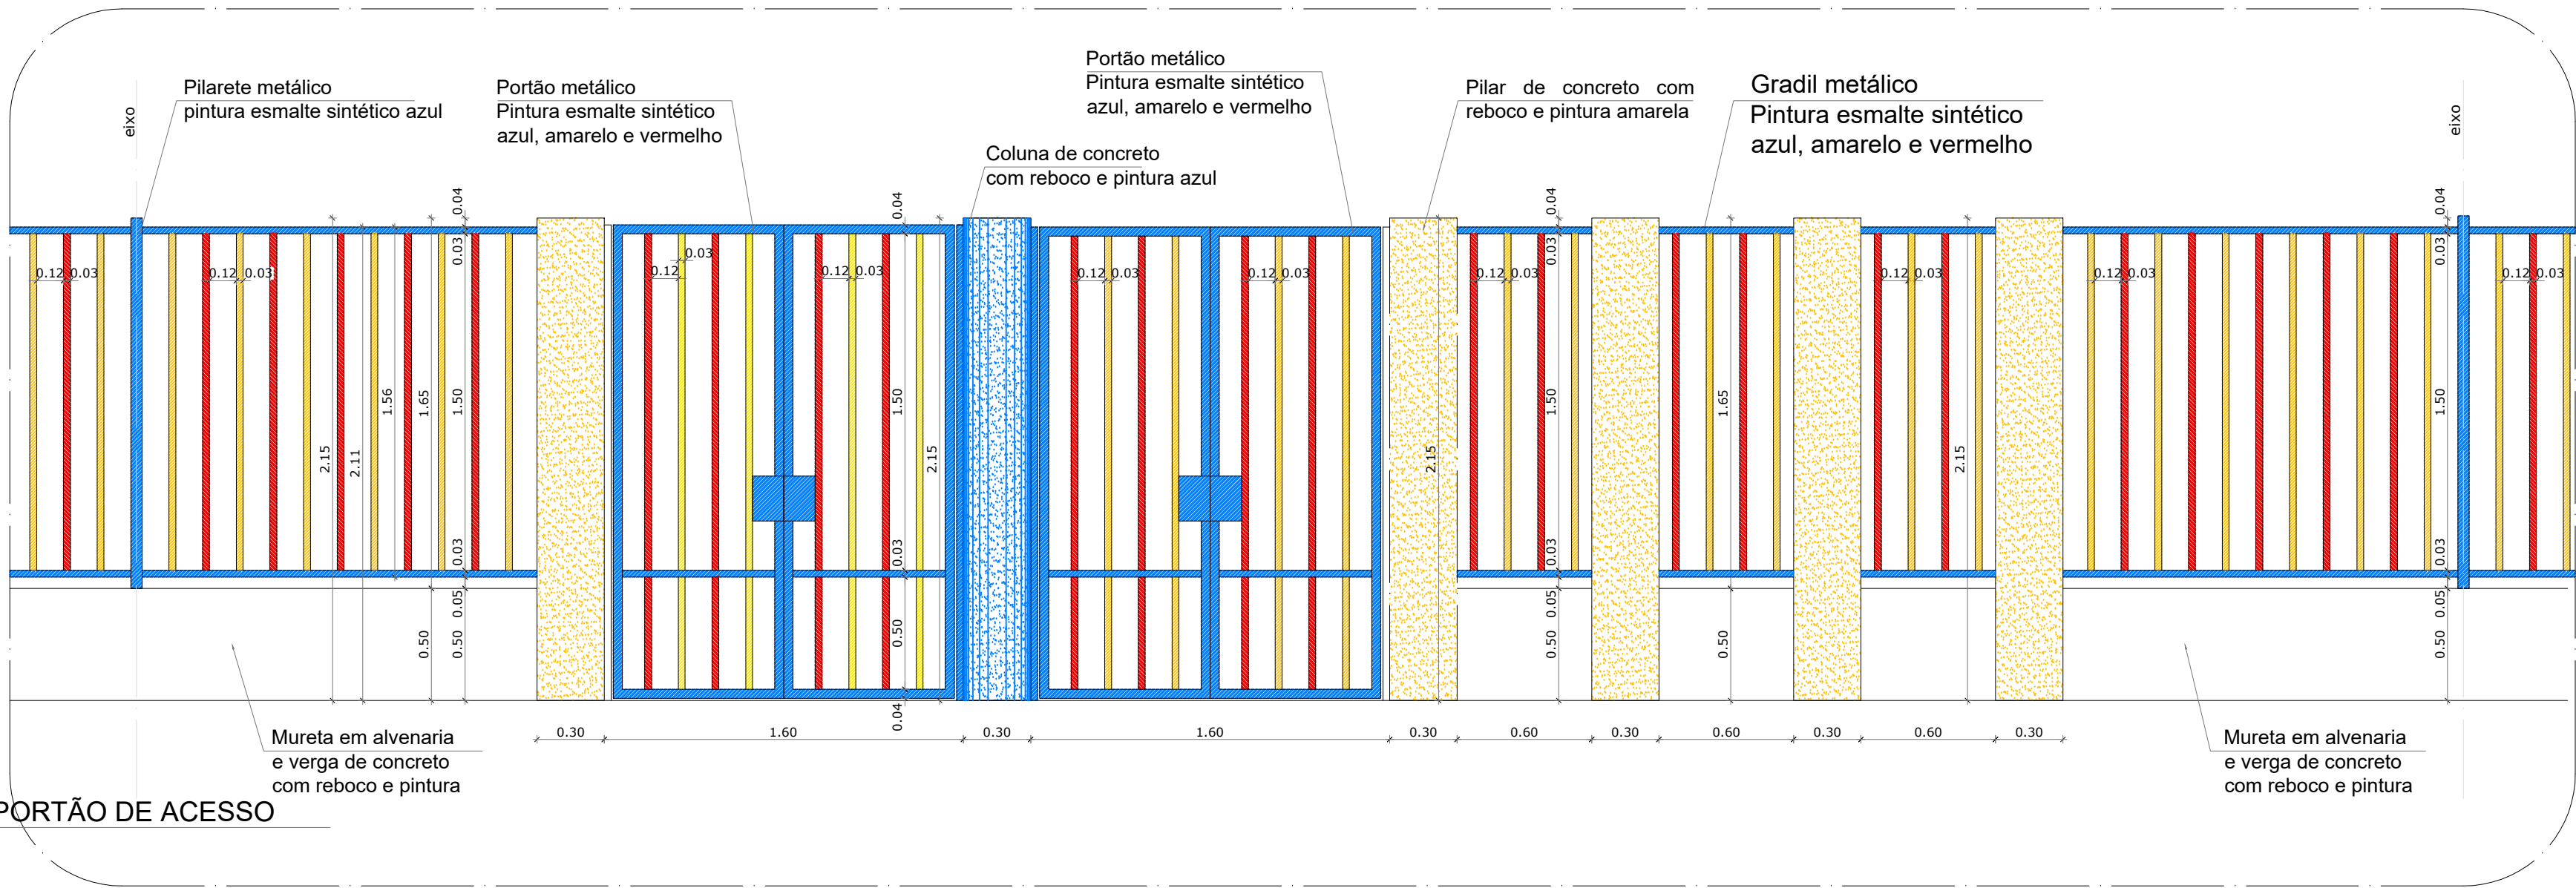 Pilarete metálico
pintura esmalte sintético azul
Portão metálico
Pintura esmalte sintético
azul, amarelo e vermelho
Coluna de concreto
com reboco e pintura azul
Portão metálico
Pintura esmalte sintético
azul, amarelo e vermelho
Pilar de concreto com
reboco e pintura amarela
Gradil metálico
Pintura esmalte sintético
azul, amarelo e vermelho
eixo
eixo
0.04
0.04
0.04
0.04
0.03
0.03
0.03
0.03
0.12 0.03
0.12 0.03
0.12
0.12 0.03
0.12 0.03
0.12 0.03
0.12 0.03
0.12 0.03
0.12 0.03
0.12 0.03
2.15
2.11
1.56
1.65
1.50
1.50
2.15
2.15
1.50
1.65
2.15
1.50
0.03
0.03
0.03
0.03
0.05
0.05
0.05
0.50
0.50
0.50
0.50
0.50
0.50
0.04
0.30
1.60
0.30
1.60
0.30
0.60
0.30
0.60
0.30
0.60
0.30
Mureta em alvenaria
e verga de concreto
com reboco e pintura
Mureta em alvenaria
e verga de concreto
com reboco e pintura
PORTÃO DE ACESSO